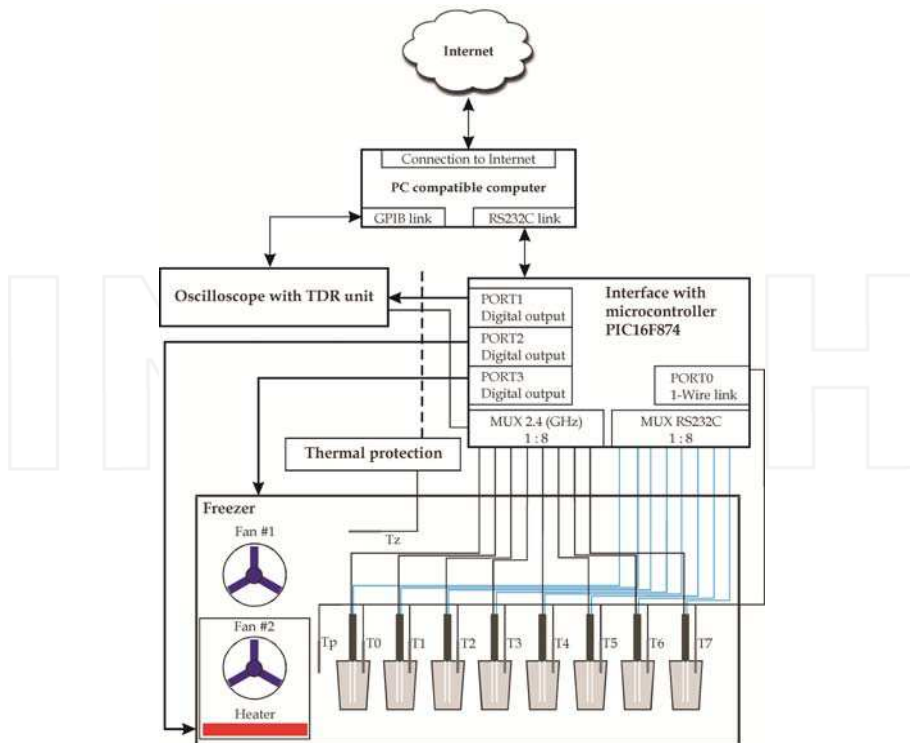 Internet
Connection to Internet
PC compatible computer
GPIB link
RS232C link
Oscilloscope with TDR unit
PORT1
Digital output
Interface with
microcontroller
PIC16F874
PORT2
Digital output
PORT3
Digital output
PORT0
1-Wire link
MUX 2.4 (GHz)
1 : 8
MUX RS232C
1 : 8
Thermal protection
Freezer
Fan #1
Tz
Fan #2
Tp
T0
T1
T2
T3
T4
T5
T6
T7
Heater